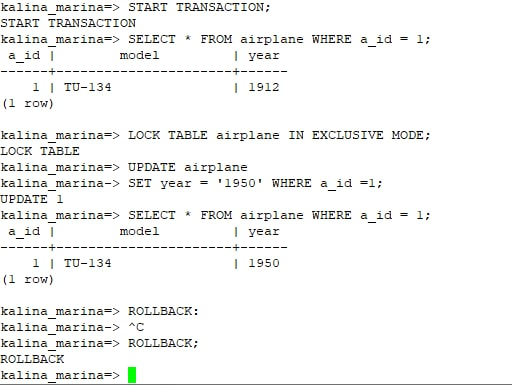 kalina_marina=> START TRANSACTION;
START TRANSACTION
kalina_marina=> SELECT * FROM airplane WHERE a_id = 1;
 a_id |         model         | year
------+-----------------------+------
    1 | TU-134                | 1912
(1 row)
kalina_marina=> LOCK TABLE airplane IN EXCLUSIVE MODE;
LOCK TABLE
kalina_marina=> UPDATE airplane
kalina_marina-> SET year = '1950' WHERE a_id =1;
UPDATE 1
kalina_marina=> SELECT * FROM airplane WHERE a_id = 1;
 a_id |         model         | year
------+-----------------------+------
    1 | TU-134                | 1950
(1 row)
kalina_marina=> ROLLBACK:
kalina_marina-> ^C
kalina_marina=> ROLLBACK;
ROLLBACK
kalina_marina=>